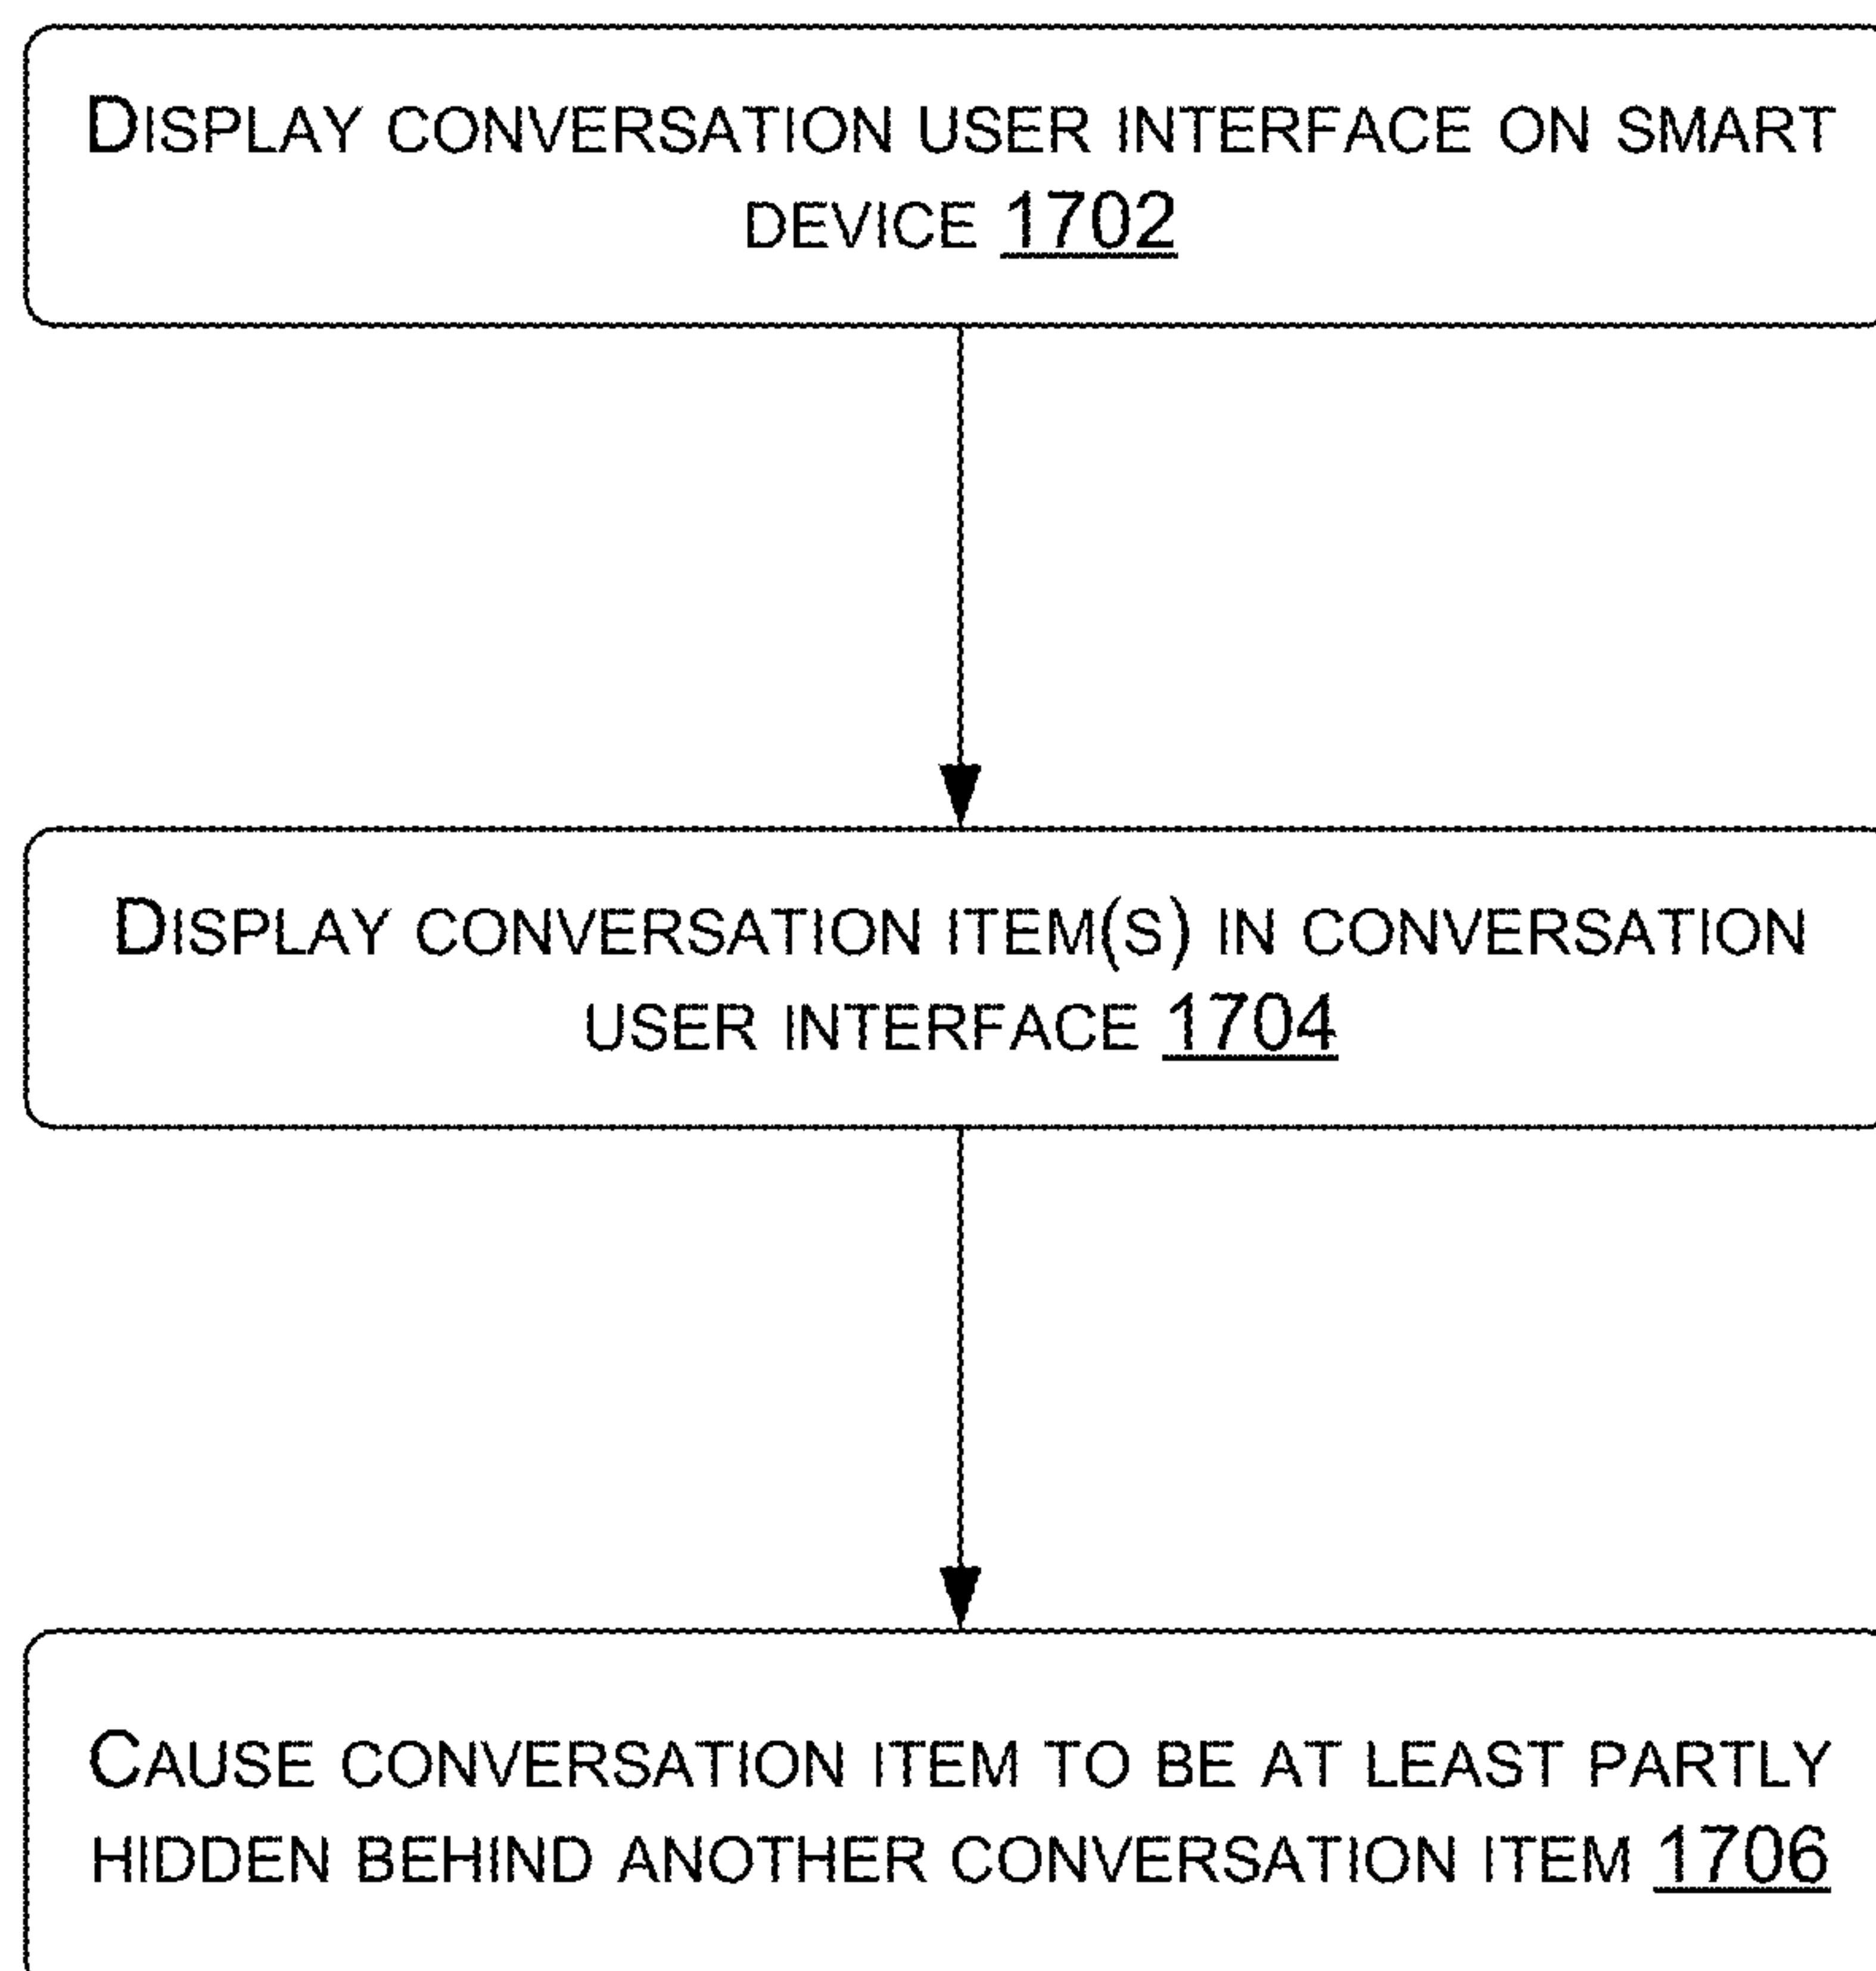 DISPLAY CONVERSATION USER INTERFACE ON SMART
DEVICE 1702
DISPLAY CONVERSATION ITEM(S) IN CONVERSATION
USER INTERFACE 1704
CAUSE CONVERSATION ITEM TO BE AT LEAST PARTLY
HIDDEN BEHIND ANOTHER CONVERSATION ITEM 1706